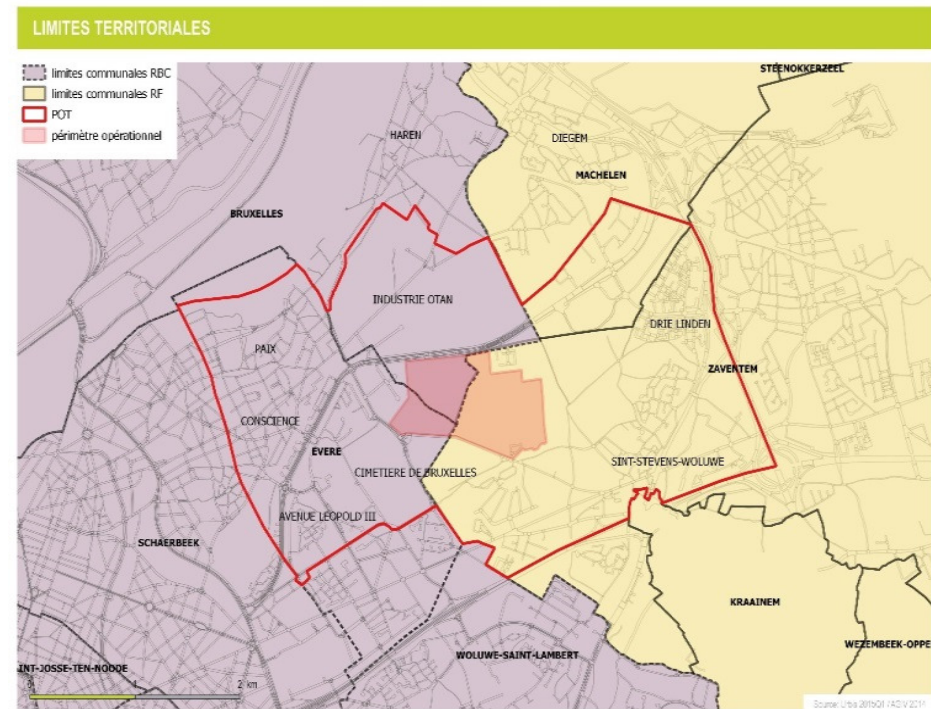 LIMITES TERRITORIALES
limites communales RBC
limites communales RF
POT
périmètre opérationnel
STEENOKKERZEEL
HAREN
DIEGEM
MACHELEN
BRUXELLES
INDUSTRIE OTAN
DRIE LINDEN
PAIX
ZAVENTEM
CONSCIENCE
EVERE
SINT-STEVENS-WOLUWE
CIMETIERE DE BRUXELLES
AVENUE LEOPOLD III
SCHAERBEEK
KRAAINEM
WEZEMBEEK-OPPE
WOLUWE-SAINT-LAMBERT
INT-JOSSE-TEN-NOODE
0 1 2 km